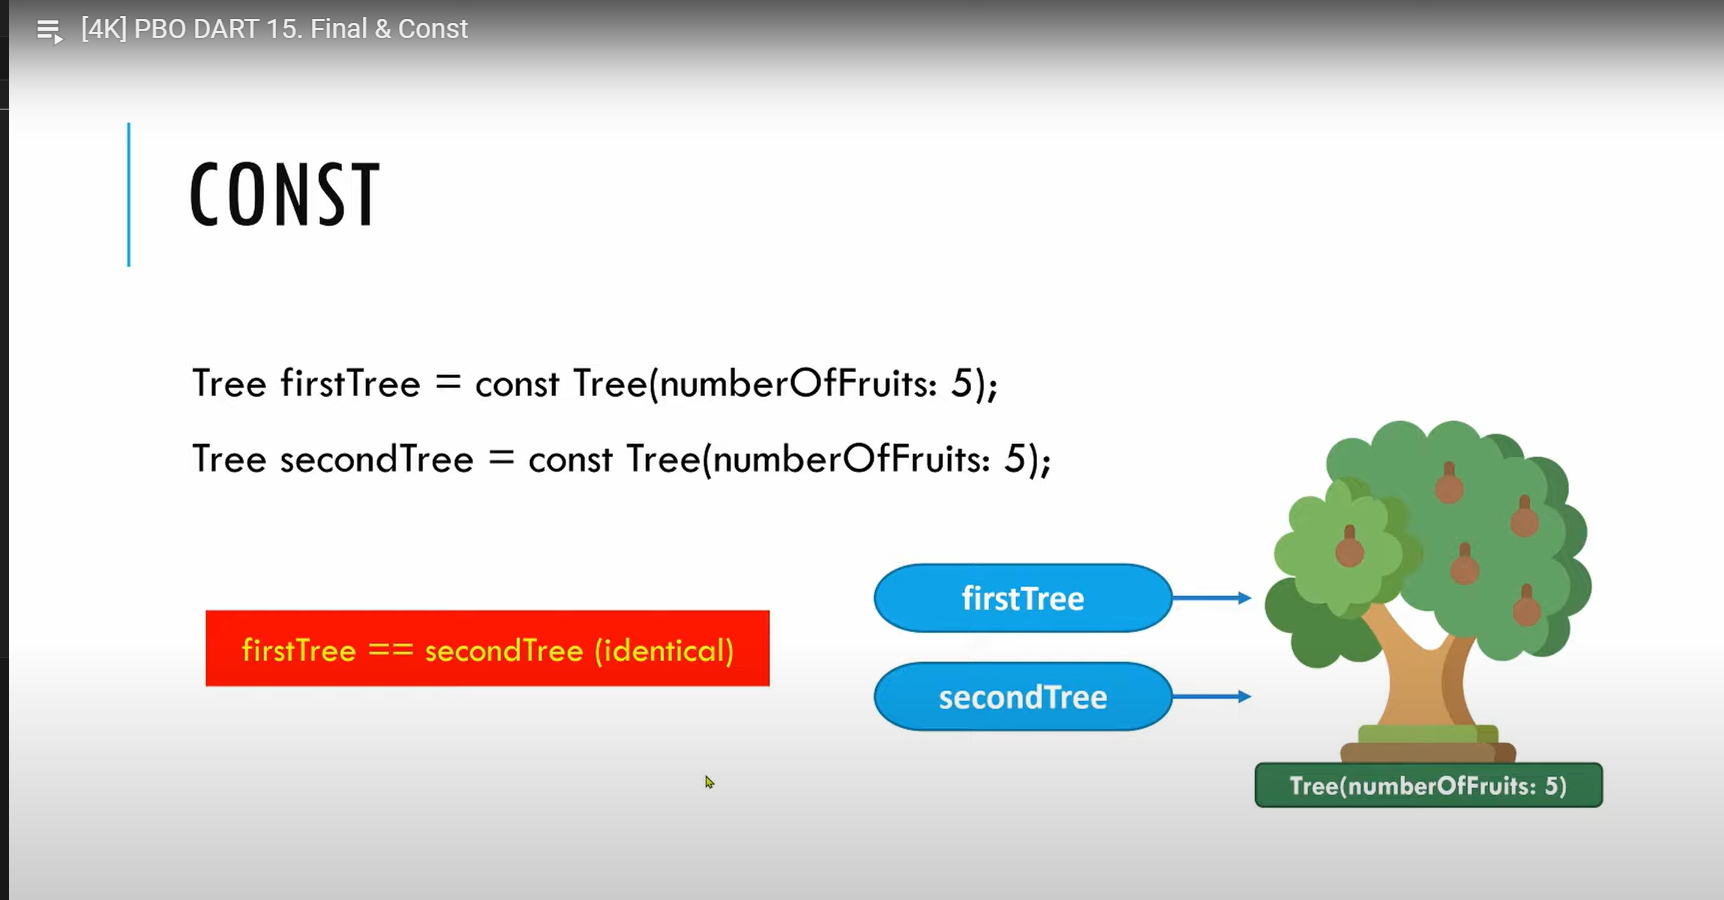 [4K] PBO DART 15. Final & Const
CONST
Tree firstTree = const Tree(numberOfFruits: 5);
Tree secondTree = const Tree(numberOfFruits: 5);
firstTree == secondTree (identical)
firstTree
secondTree
Tree(numberOfFruits: 5)